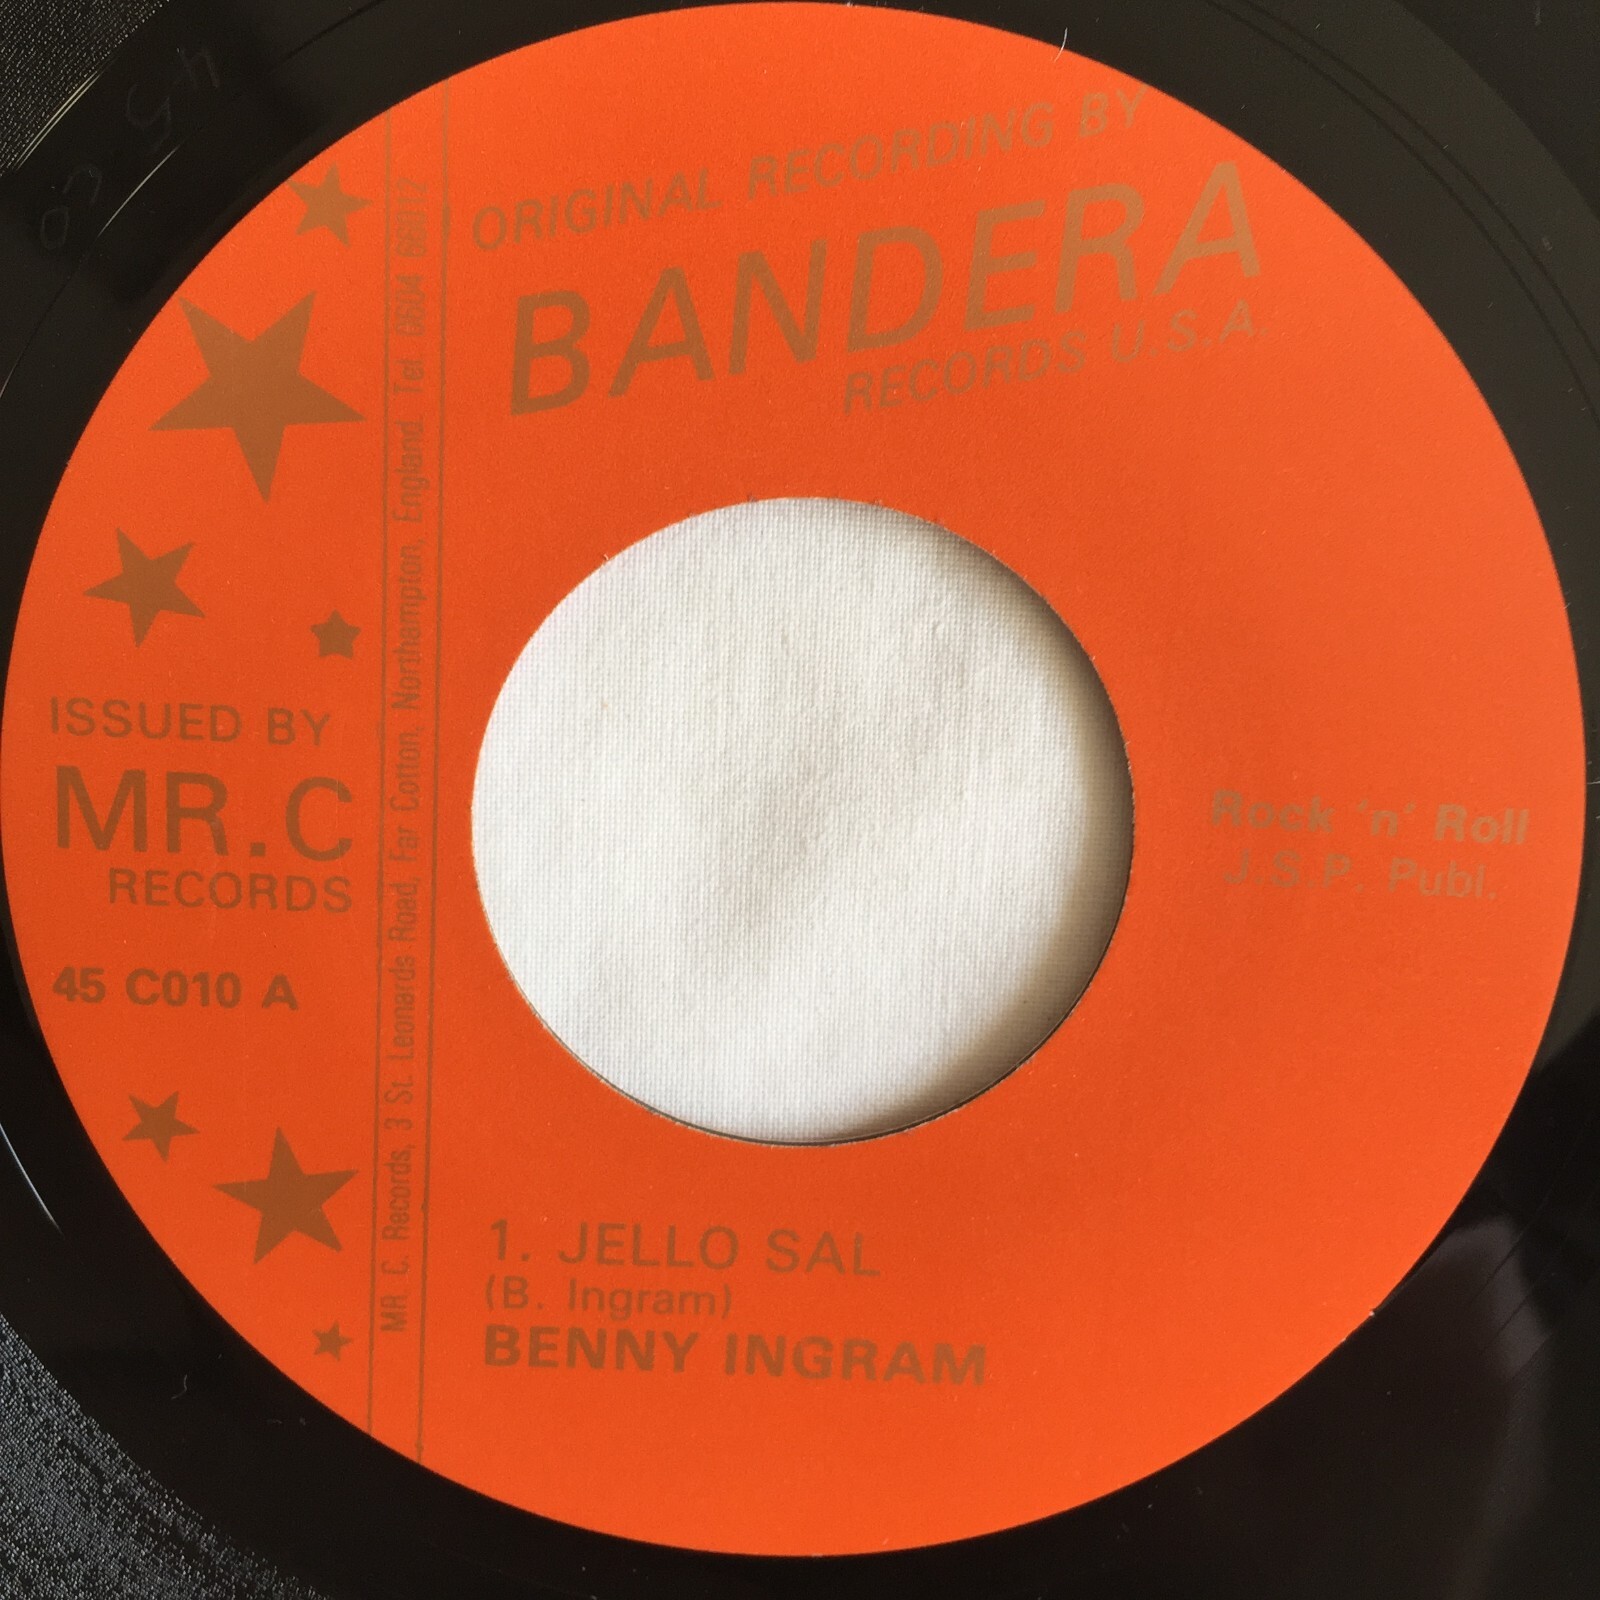 ORIGINAL RECORDING BY
BANDERA
RECORDS U.S.A.
ISSUED BY
MR.C
RECORDS
45 C010 A
MR. C. Records, 3 St. Leonards Road, Far Cotton, Northampton, England. Tel 0604 66012
Rock 'n' Roll
J.S.P. Publ.
1. JELLO SAL
(B. Ingram)
BENNY INGRAM